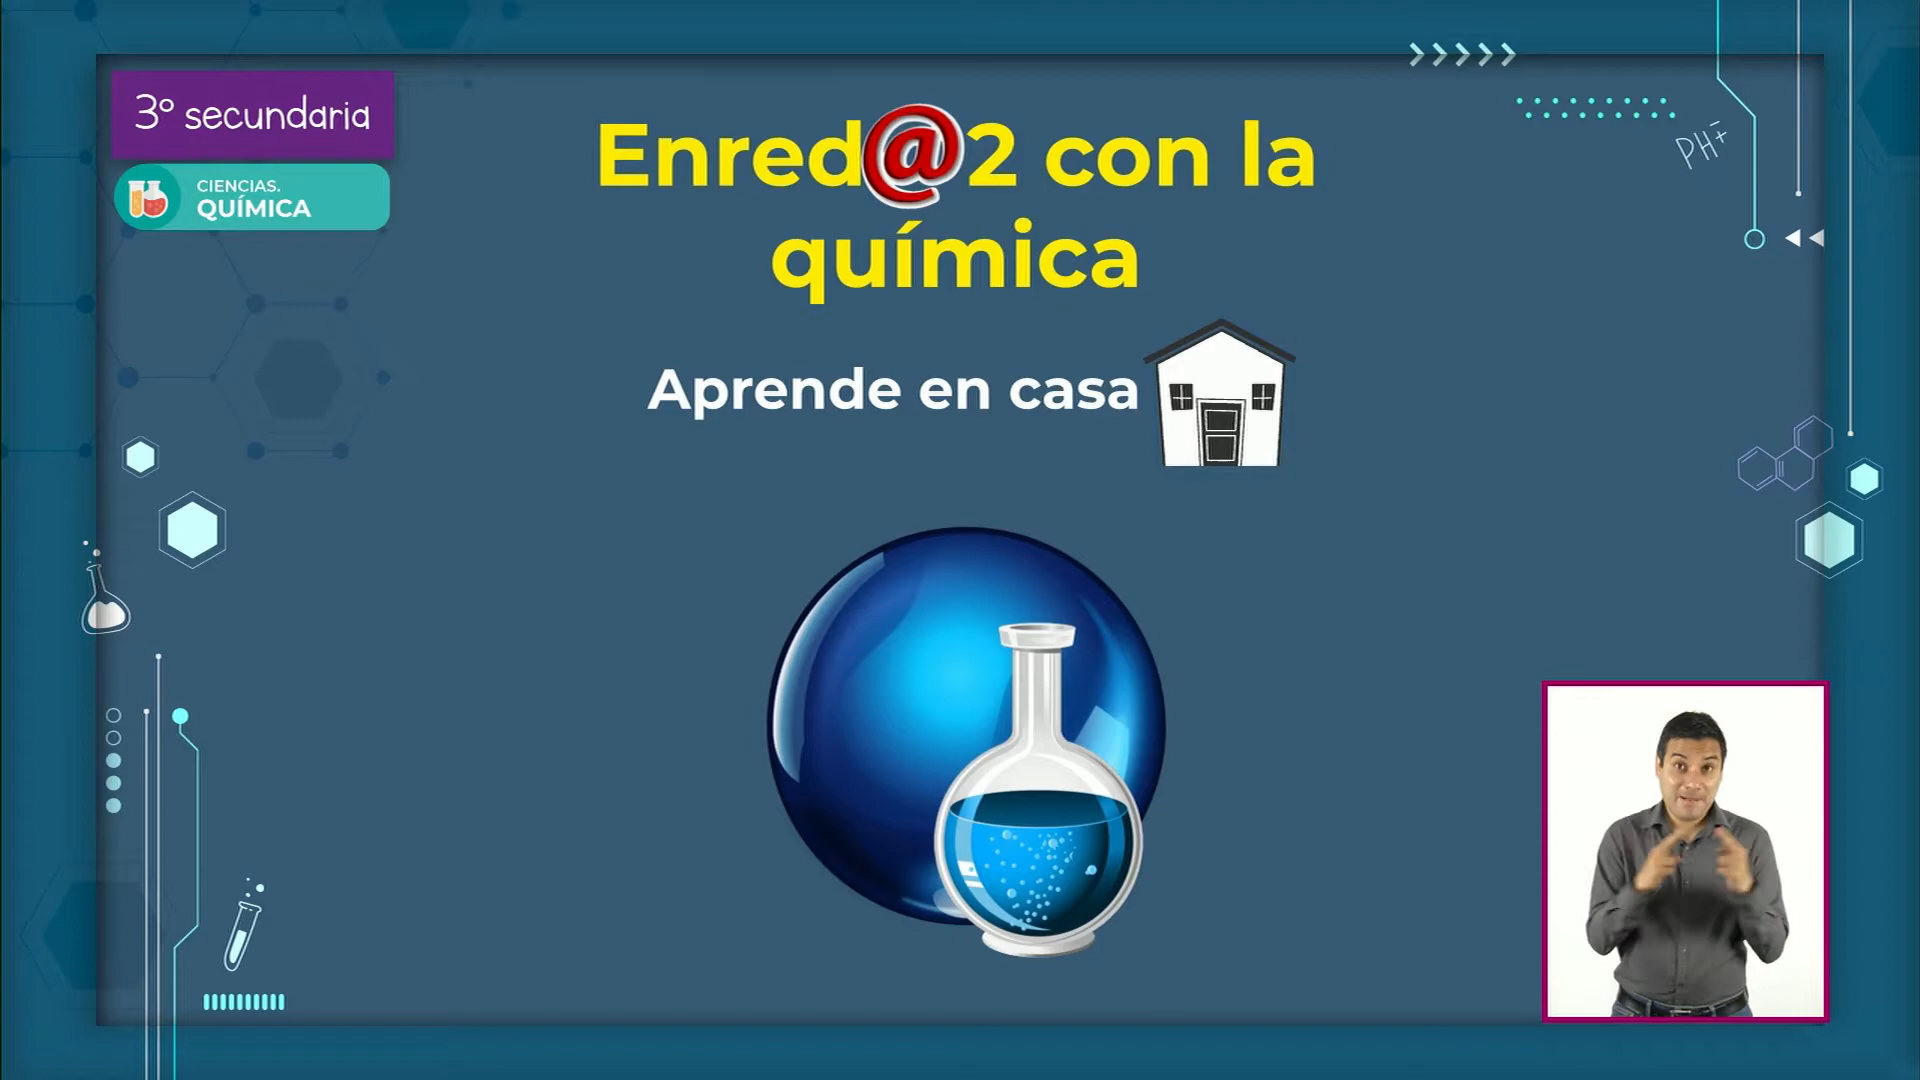 3° secundaria
CIENCIAS.
QUÍMICA
Enred@2 con la
química
Aprende en casa
PH±